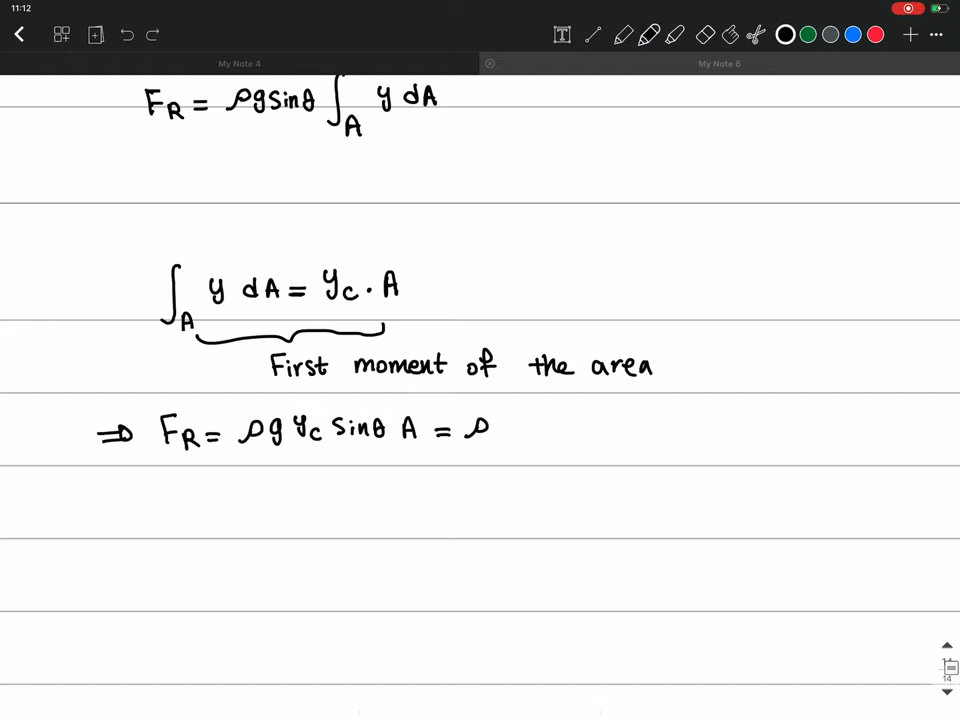 11:12
My Note 4
My Note 6
F_R = ρg sinθ ∫_A y dA
∫_A y dA = y_c · A
First moment of the area
⇒ F_R = ρg y_c sinθ A = ρ
14